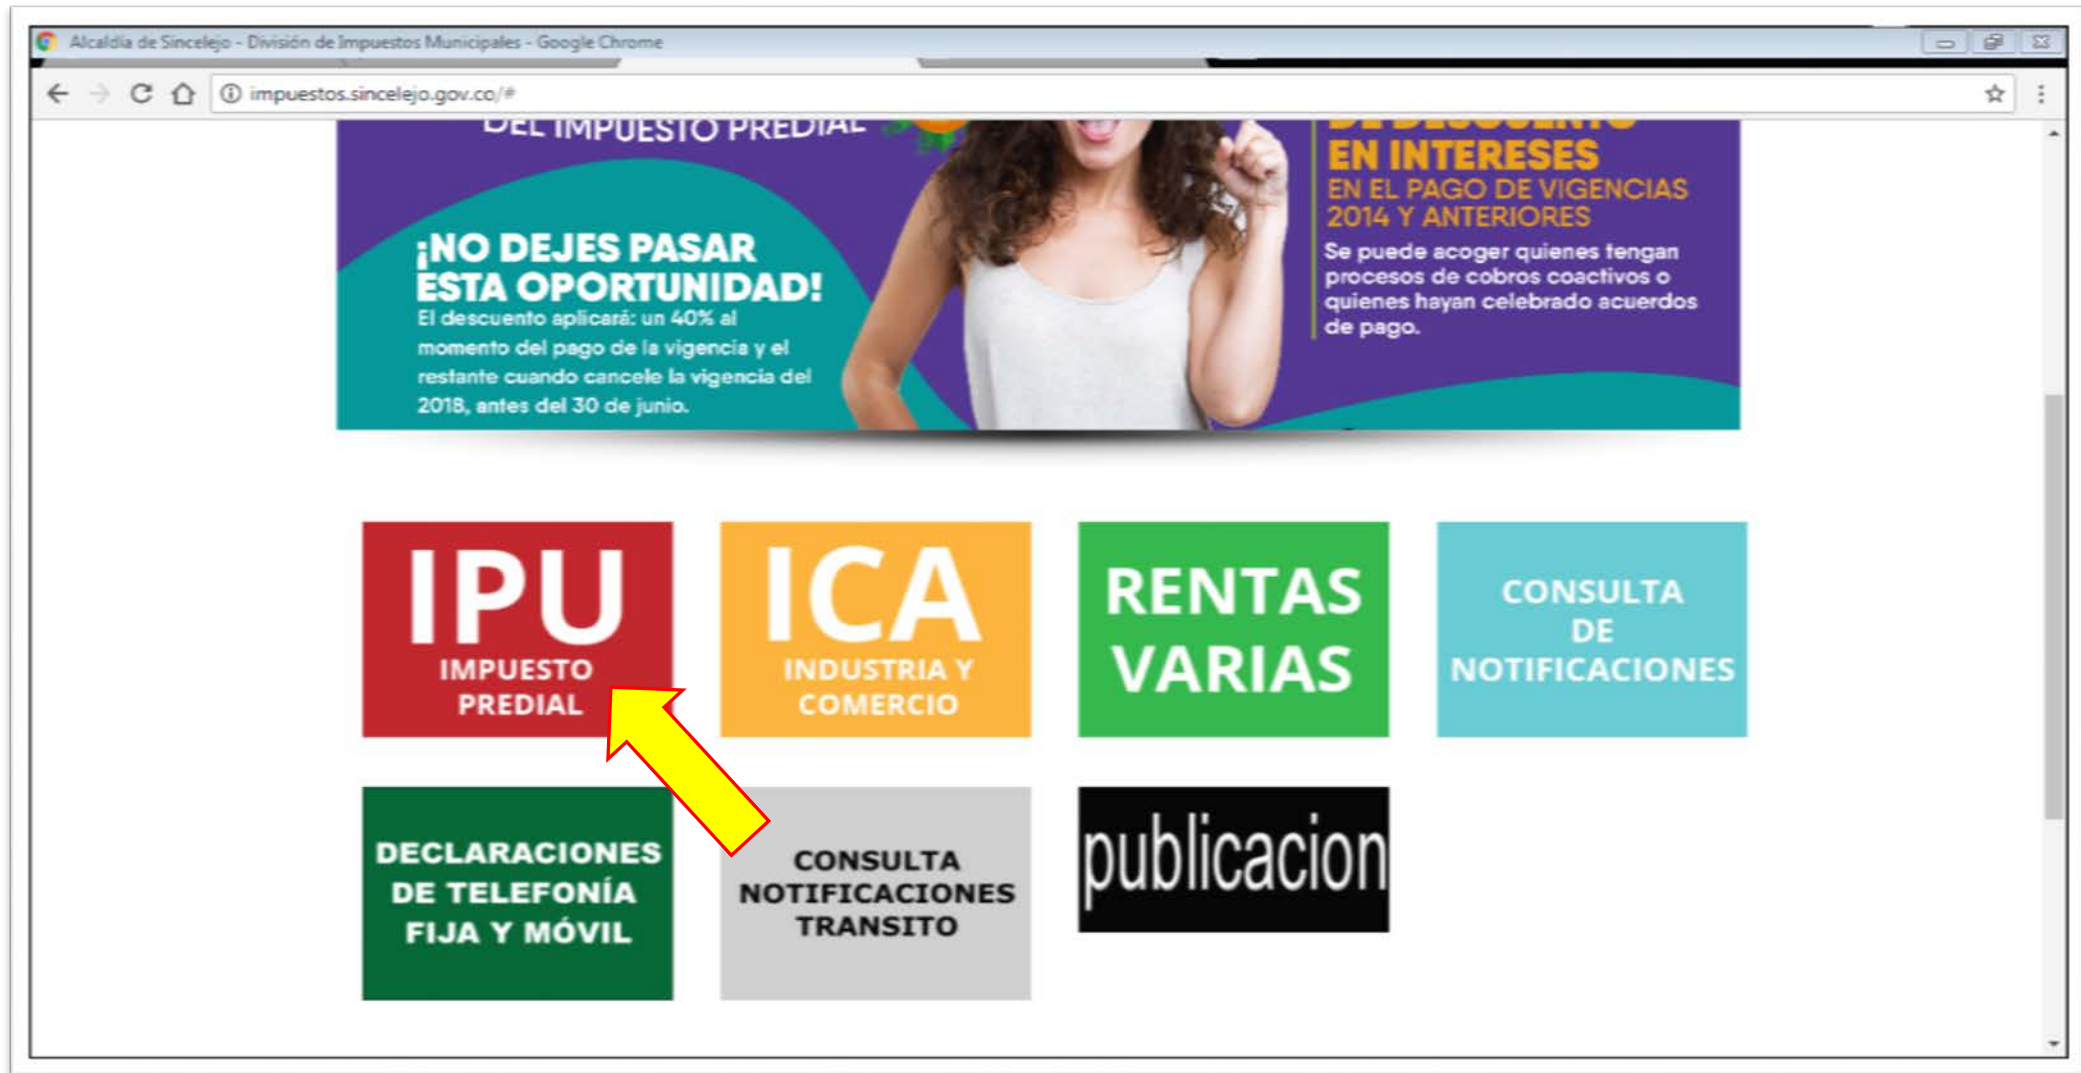 Alcaldía de Sincelejo - División de Impuestos Municipales - Google Chrome
impuestos.sincelejo.gov.co/#
DEL IMPUESTO PREDIAL
¡NO DEJES PASAR
ESTA OPORTUNIDAD!
El descuento aplicará: un 40% al
momento del pago de la vigencia y el
restante cuando cancele la vigencia del
2018, antes del 30 de junio.
DE DESCUENTO
EN INTERESES
EN EL PAGO DE VIGENCIAS
2014 Y ANTERIORES
Se puede acoger quienes tengan
procesos de cobros coactivos o
quienes hayan celebrado acuerdos
de pago.
IPU
IMPUESTO
PREDIAL
ICA
INDUSTRIA Y
COMERCIO
RENTAS
VARIAS
CONSULTA
DE
NOTIFICACIONES
DECLARACIONES
DE TELEFONÍA
FIJA Y MÓVIL
CONSULTA
NOTIFICACIONES
TRANSITO
publicacion